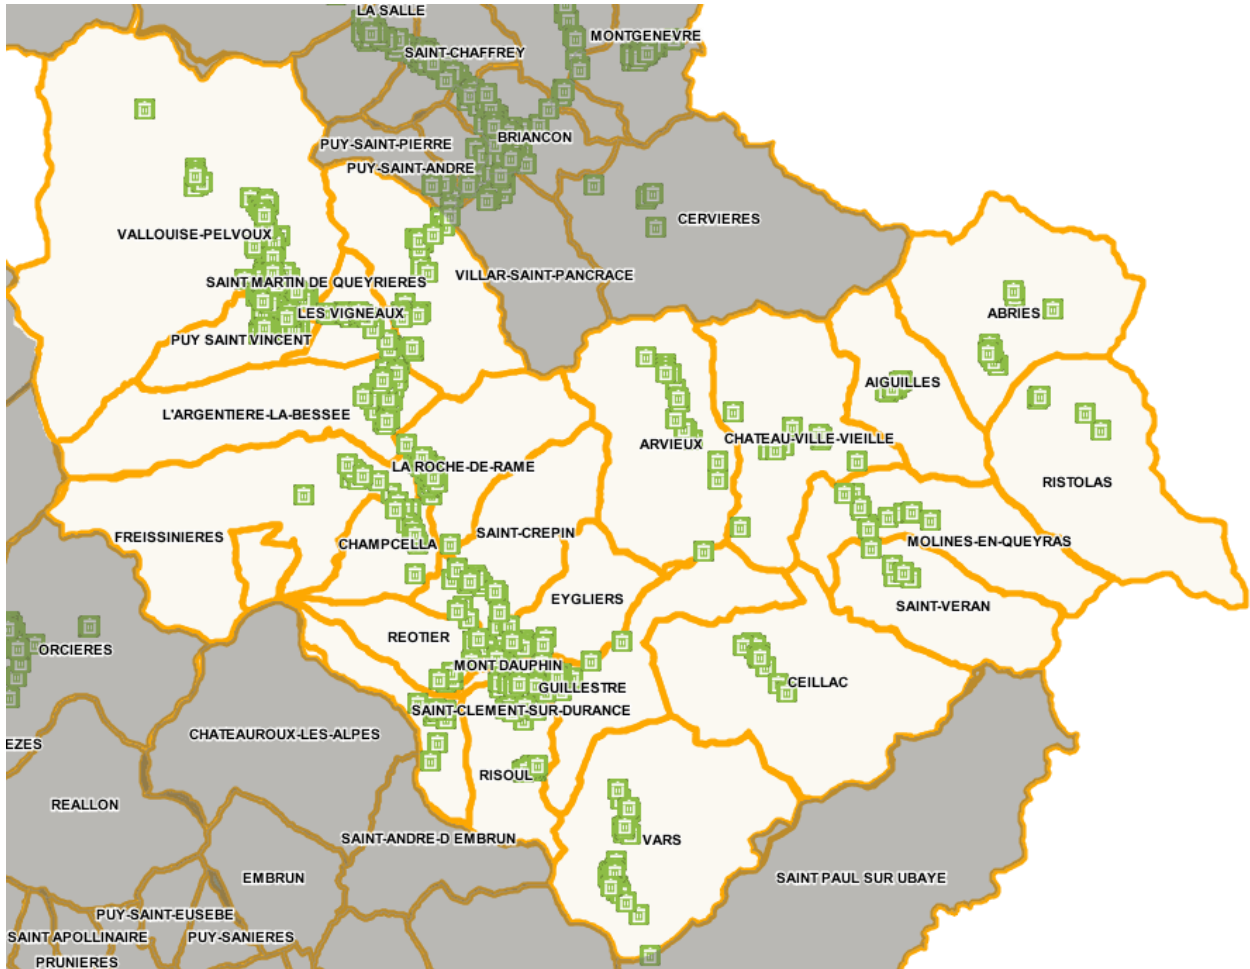 LA SALLE
MONTGENEVRE
SAINT-CHAFFREY
BRIANCON
PUY-SAINT-PIERRE
PUY-SAINT-ANDRE
CERVIERES
VALLOUISE-PELVOUX
VILLAR-SAINT-PANCRACE
SAINT MARTIN DE QUEYRIERES
LES VIGNEAUX
ABRIES
PUY SAINT VINCENT
AIGUILLES
L'ARGENTIERE-LA-BESSEE
ARVIEUX
CHATEAU-VILLE-VIEILLE
LA ROCHE-DE-RAME
RISTOLAS
SAINT-CREPIN
FREISSINIERES
CHAMPCELLA
MOLINES-EN-QUEYRAS
EYGLIERS
SAINT-VERAN
REOTIER
ORCIERES
MONT DAUPHIN
CEILLAC
GUILLESTRE
SAINT-CLEMENT-SUR-DURANCE
CHATEAUROUX-LES-ALPES
EZES
RISOUL
REALLON
SAINT-ANDRE-D EMBRUN
VARS
EMBRUN
SAINT PAUL SUR UBAYE
PUY-SAINT-EUSEBE
SAINT APOLLINAIRE
PUY-SANIERES
PRUNIERES